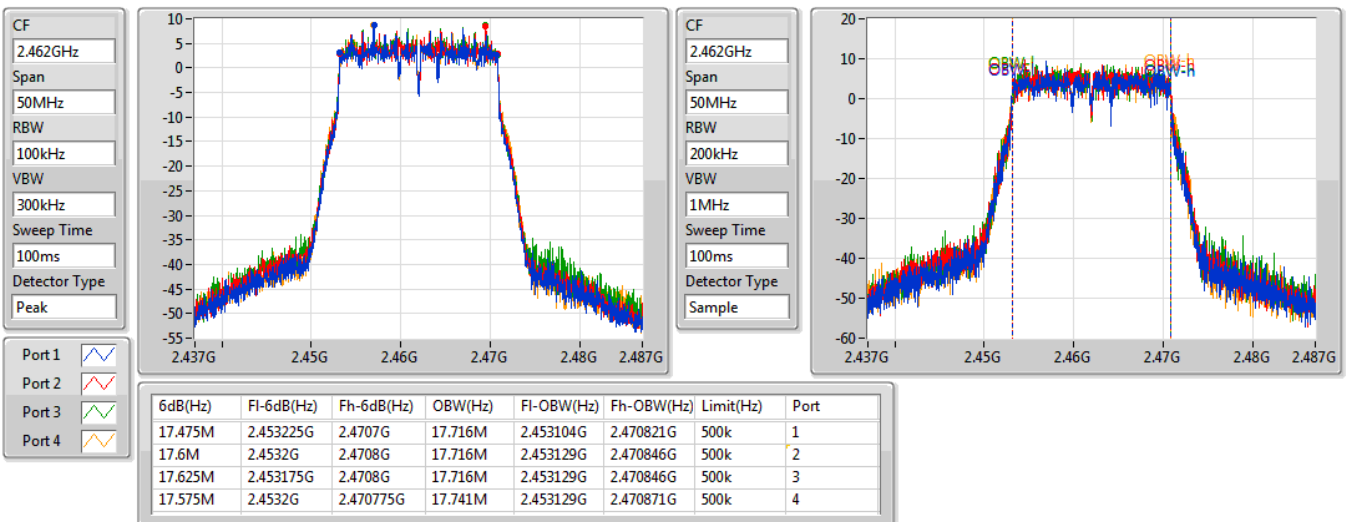 CF
2.462GHz
Span
50MHz
RBW
100kHz
VBW
300kHz
Sweep Time
100ms
Detector Type
Peak
Port 1
Port 2
Port 3
Port 4
10
5
0
-5
-10
-15
-20
-25
-30
-35
-40
-45
-50
-55
2.437G 2.45G 2.46G 2.47G 2.48G 2.487G
CF
2.462GHz
Span
50MHz
RBW
200kHz
VBW
1MHz
Sweep Time
100ms
Detector Type
Sample
20
10
0
-10
-20
-30
-40
-50
-60
OBW-h
OBW-h
2.437G 2.45G 2.46G 2.47G 2.48G 2.487G
6dB(Hz) Fl-6dB(Hz) Fh-6dB(Hz) OBW(Hz) Fl-OBW(Hz) Fh-OBW(Hz) Limit(Hz) Port
17.475M 2.453225G 2.4707G 17.716M 2.453104G 2.470821G 500k 1
17.6M 2.4532G 2.4708G 17.716M 2.453129G 2.470846G 500k 2
17.625M 2.453175G 2.4708G 17.716M 2.453129G 2.470846G 500k 3
17.575M 2.4532G 2.470775G 17.741M 2.453129G 2.470871G 500k 4